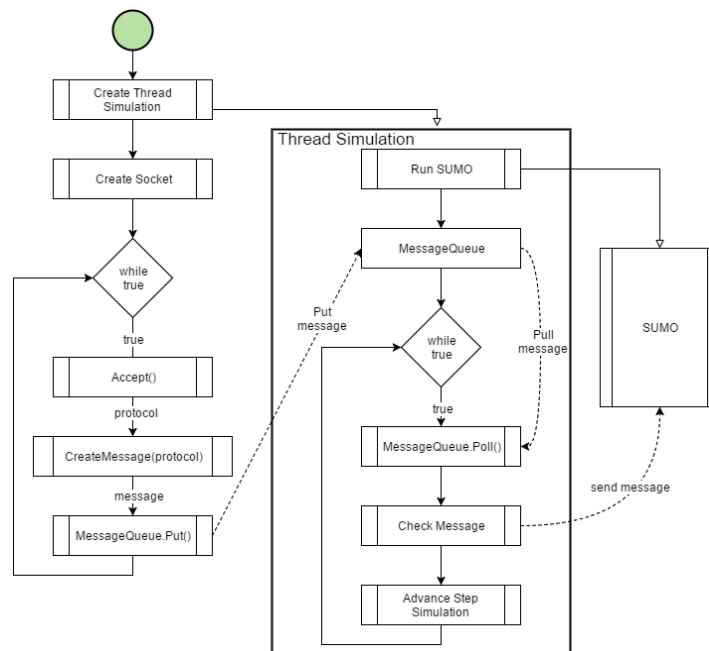 Create Thread
Simulation
Create Socket
while
true
true
Accept()
protocol
CreateMessage(protocol)
message
MessageQueue.Put()
Put
message
Thread Simulation
Run SUMO
MessageQueue
while
true
Pull
message
true
MessageQueue.Poll()
Check Message
send message
Advance Step
Simulation
SUMO